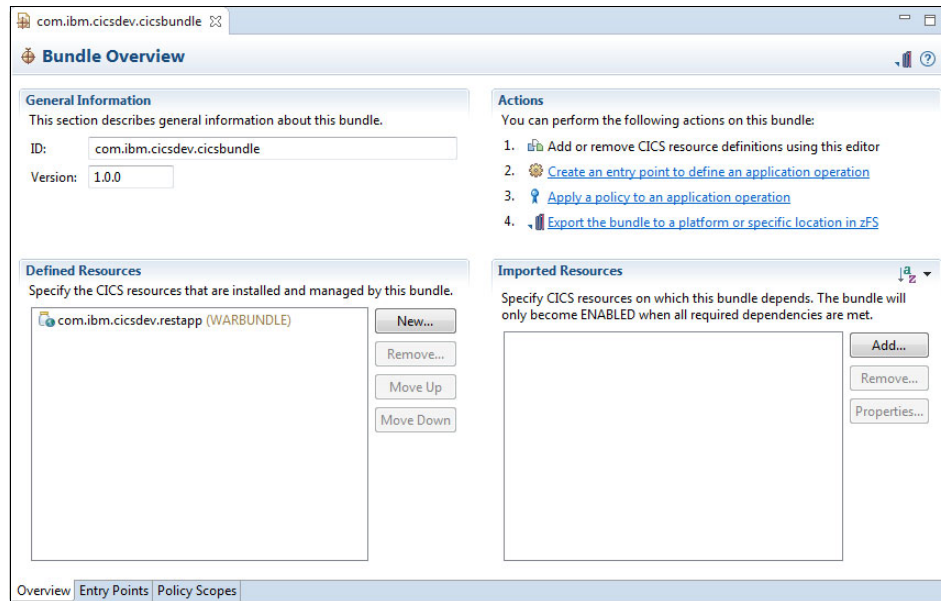 com.ibm.cicsdev.cicsbundle
Bundle Overview
General Information
This section describes general information about this bundle.
ID: com.ibm.cicsdev.cicsbundle
Version: 1.0.0
Actions
You can perform the following actions on this bundle:
1. Add or remove CICS resource definitions using this editor
2. Create an entry point to define an application operation
3. Apply a policy to an application operation
4. Export the bundle to a platform or specific location in zFS
Defined Resources
Specify the CICS resources that are installed and managed by this bundle.
com.ibm.cicsdev.restapp (WARBUNDLE)
New...
Remove...
Move Up
Move Down
Imported Resources
Specify CICS resources on which this bundle depends. The bundle will
only become ENABLED when all required dependencies are met.
Add...
Remove...
Properties...
Overview Entry Points Policy Scopes